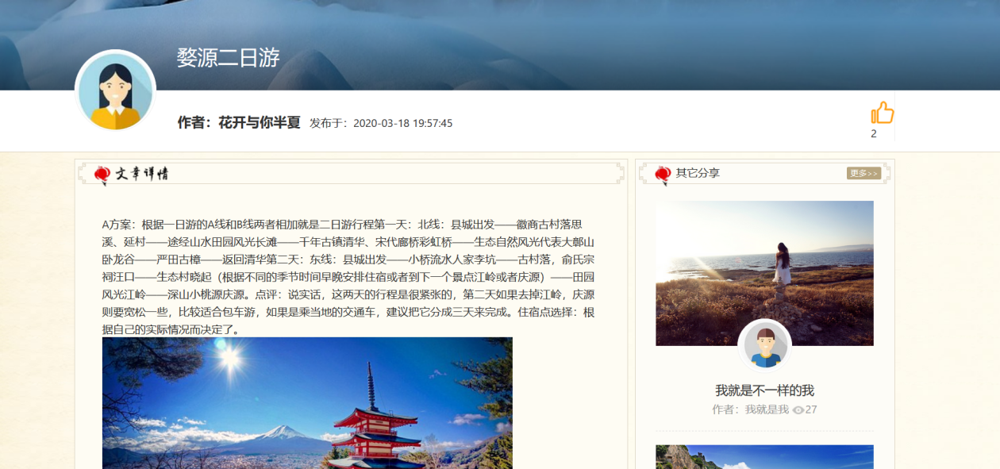 婺源二日游
作者：花开与你半夏 发布于：2020-03-18 19:57:45
2
文章详情
A方案：根据一日游的A线和B线两者相加就是二日游行程第一天：北线：县城出发——徽商古村落思
溪、延村——途经山水田园风光长滩——千年古镇清华、宋代廊桥彩虹桥——生态自然风光代表大鄣山
卧龙谷——严田古樟——返回清华第二天：东线：县城出发——小桥流水人家李坑——古村落，俞氏宗
祠汪口——生态村晓起（根据不同的季节时间早晚安排住宿或者到下一个景点江岭或者庆源）——田园
风光江岭——深山小桃源庆源。点评：说实话，这两天的行程是很紧张的，第二天如果去掉江岭，庆源
则要宽松一些，比较适合包车游，如果是乘当地的交通车，建议把它分成三天来完成。住宿点选择：根
据自己的实际情况而决定了。
其它分享
更多>>
我就是不一样的我
作者：我就是我 27